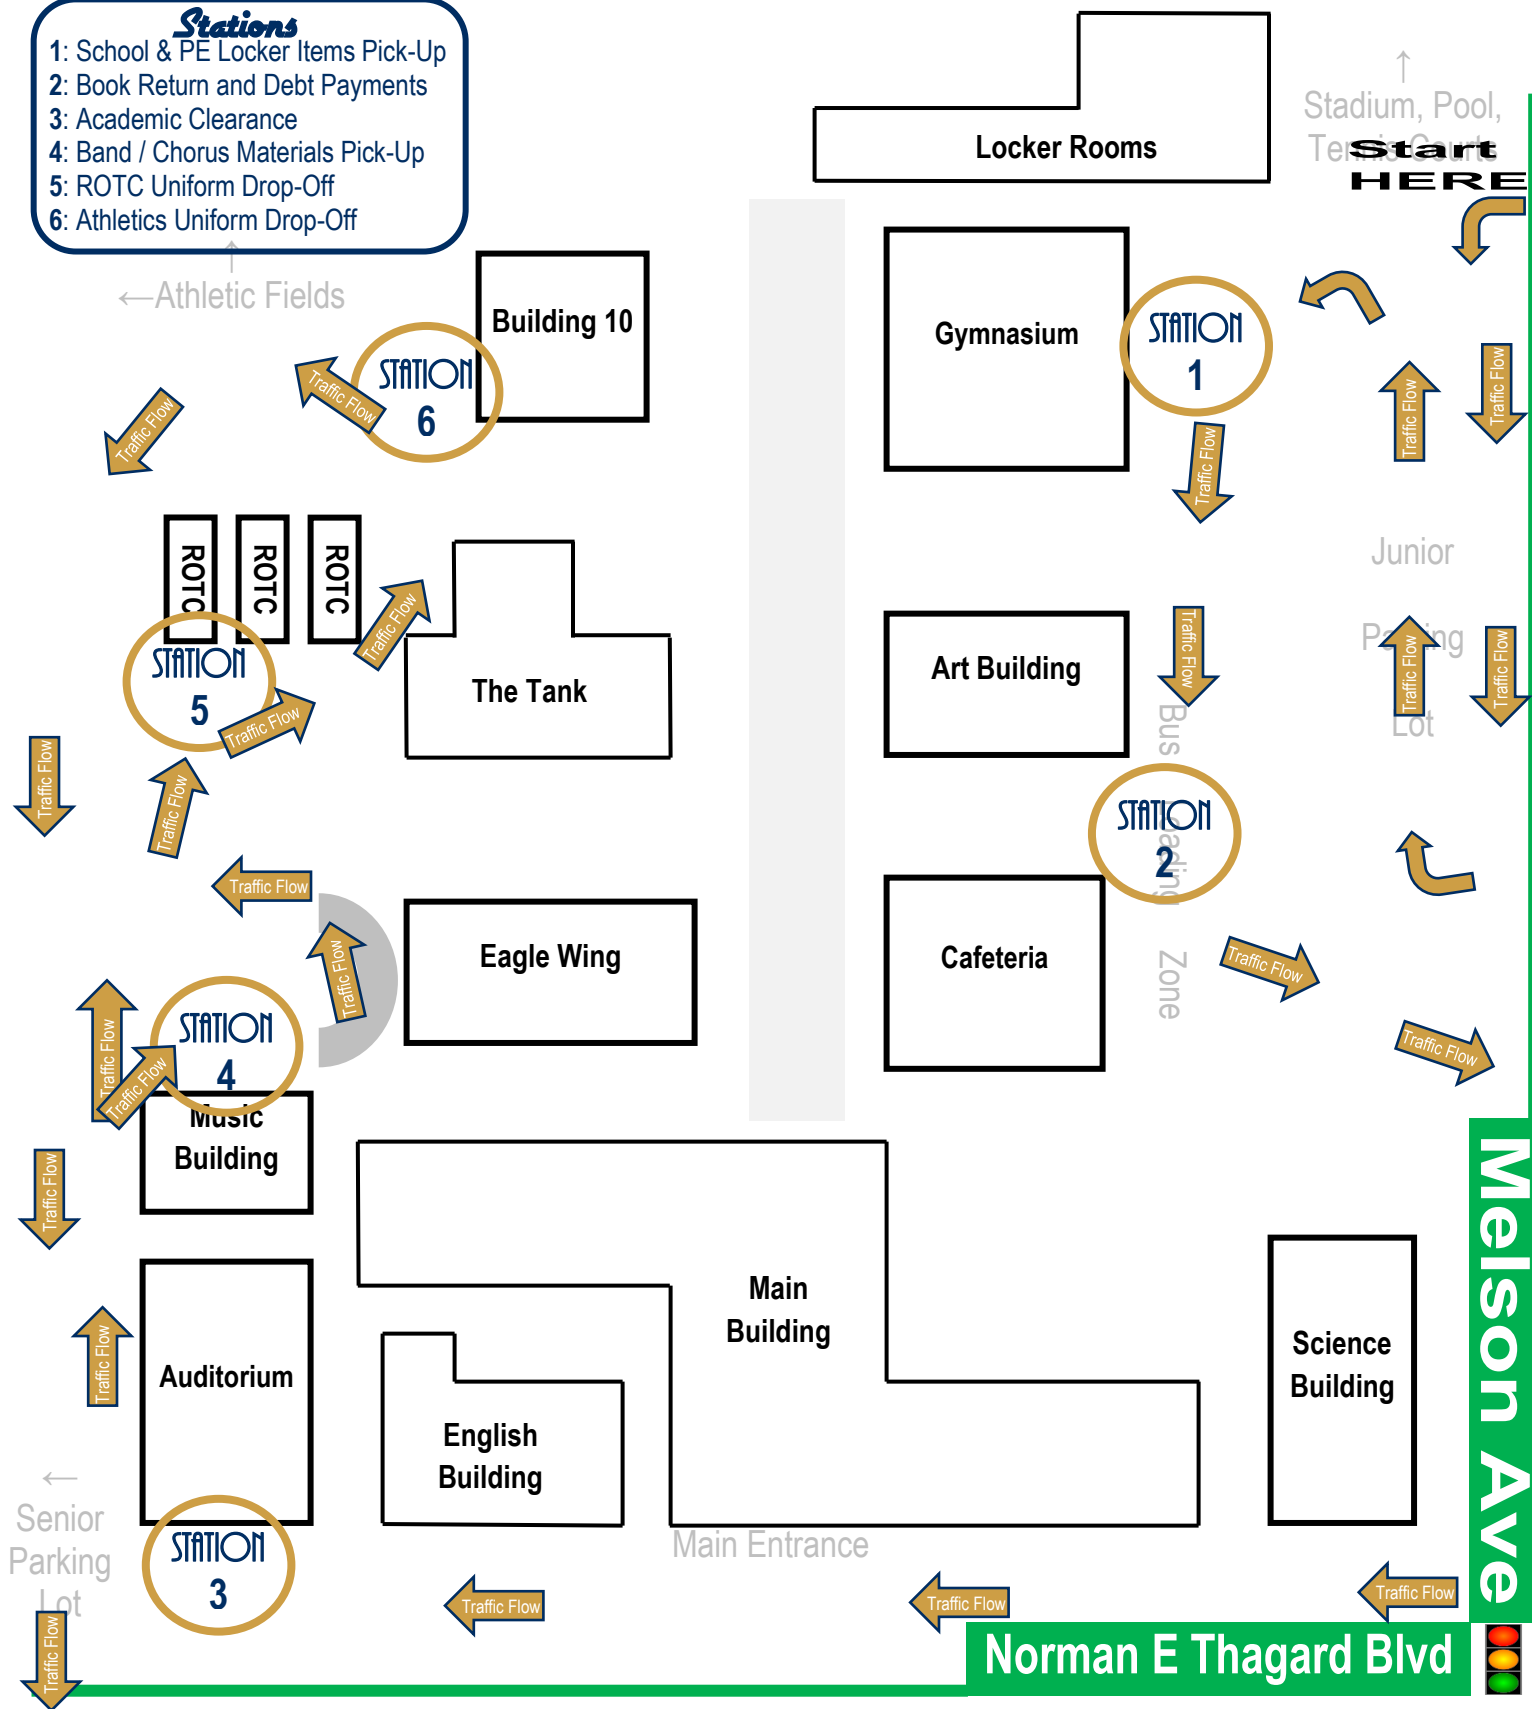 Stations
1: School & PE Locker Items Pick-Up
2: Book Return and Debt Payments
3: Academic Clearance
4: Band / Chorus Materials Pick-Up
5: ROTC Uniform Drop-Off
6: Athletics Uniform Drop-Off
↑
Stadium, Pool,
Tennis Courts
Start
HERE
Locker Rooms
↑
←Athletic Fields
Building 10
Gymnasium
STATION
1
STATION
6
Traffic Flow
Traffic Flow
Traffic Flow
Traffic Flow
Traffic Flow
ROTC
ROTC
ROTC
Traffic Flow
Junior
Parking
Lot
Traffic Flow
Traffic Flow
Traffic Flow
STATION
5
Traffic Flow
The Tank
Art Building
Bus Loading Zone
Traffic Flow
Traffic Flow
STATION
2
Traffic Flow
Eagle Wing
Cafeteria
Traffic Flow
Traffic Flow
Traffic Flow
STATION
4
Traffic Flow
Traffic Flow
Music
Building
Traffic Flow
Melson Ave
Main
Building
Science
Building
Traffic Flow
Auditorium
English
Building
←
Senior
Parking
Lot
STATION
3
Main Entrance
Traffic Flow
Traffic Flow
Traffic Flow
Traffic Flow
Norman E Thagard Blvd